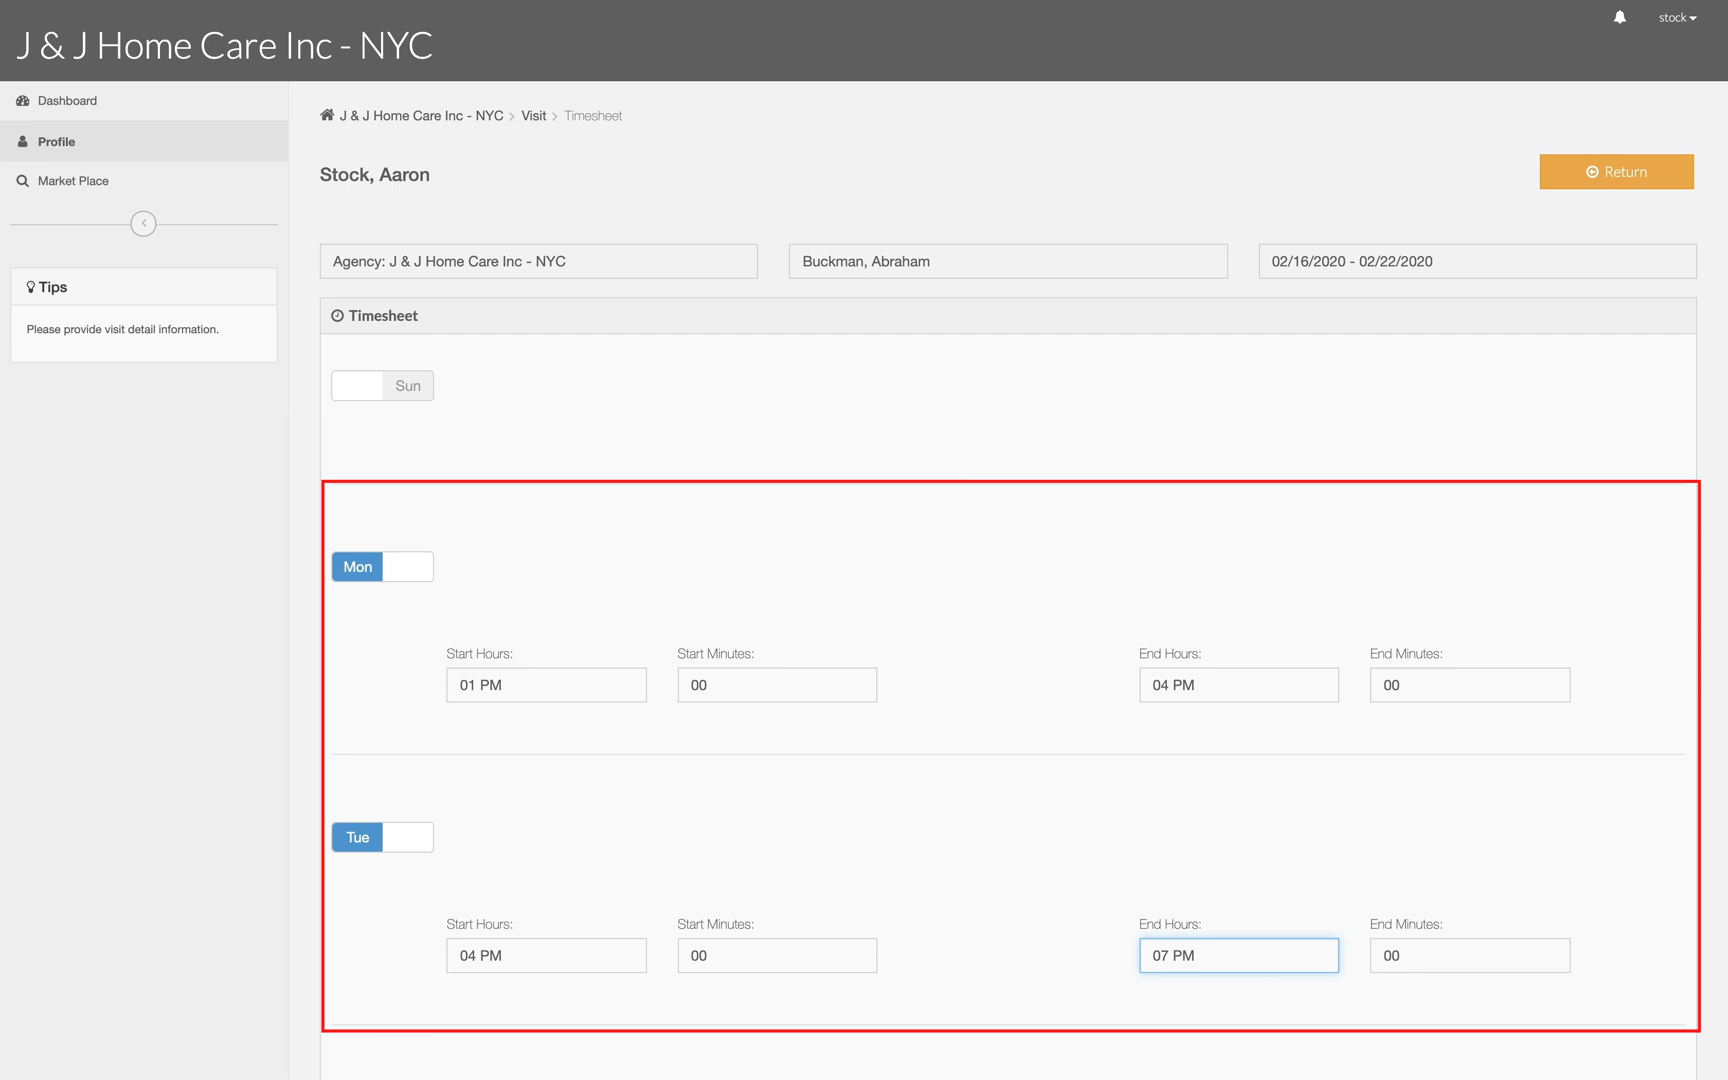 stock
J & J Home Care Inc - NYC
Dashboard
Profile
Market Place
Tips
Please provide visit detail information.
J & J Home Care Inc - NYC > Visit > Timesheet
Stock, Aaron
Return
Agency: J & J Home Care Inc - NYC
Buckman, Abraham
02/16/2020 - 02/22/2020
Timesheet
Sun
Mon
Start Hours:
Start Minutes:
End Hours:
End Minutes:
01 PM
00
04 PM
00
Tue
Start Hours:
Start Minutes:
End Hours:
End Minutes:
04 PM
00
07 PM
00